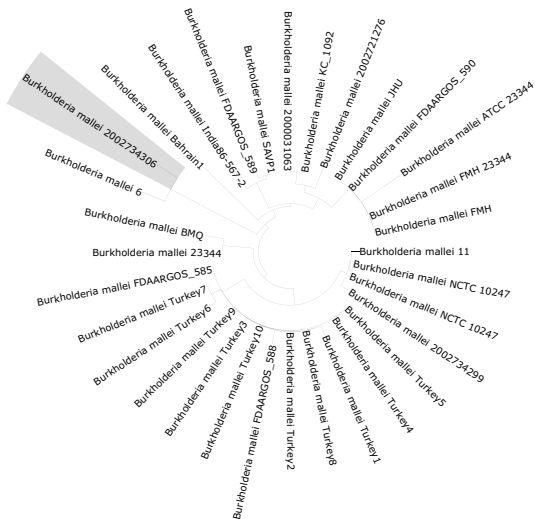 Burkholderia mallei 2000031063
Burkholderia mallei KC_1092
Burkholderia mallei 2002721276
Burkholderia mallei JHU
Burkholderia mallei FDAARGOS_590
Burkholderia mallei ATCC 23344
Burkholderia mallei FMH 23344
Burkholderia mallei FMH
Burkholderia mallei 11
Burkholderia mallei NCTC 10247
Burkholderia mallei NCTC 10247
Burkholderia mallei 2002734299
Burkholderia mallei Turkey5
Burkholderia mallei Turkey4
Burkholderia mallei Turkey1
Burkholderia mallei Turkey8
Burkholderia mallei Turkey2
Burkholderia mallei FDAARGOS_588
Burkholderia mallei Turkey10
Burkholderia mallei Turkey3
Burkholderia mallei Turkey9
Burkholderia mallei Turkey6
Burkholderia mallei Turkey7
Burkholderia mallei FDAARGOS_585
Burkholderia mallei 23344
Burkholderia mallei BMQ
Burkholderia mallei 6
Burkholderia mallei 2002734306
Burkholderia mallei Bahrain1
Burkholderia mallei India86-567-2
Burkholderia mallei FDAARGOS_589
Burkholderia mallei SAVP1